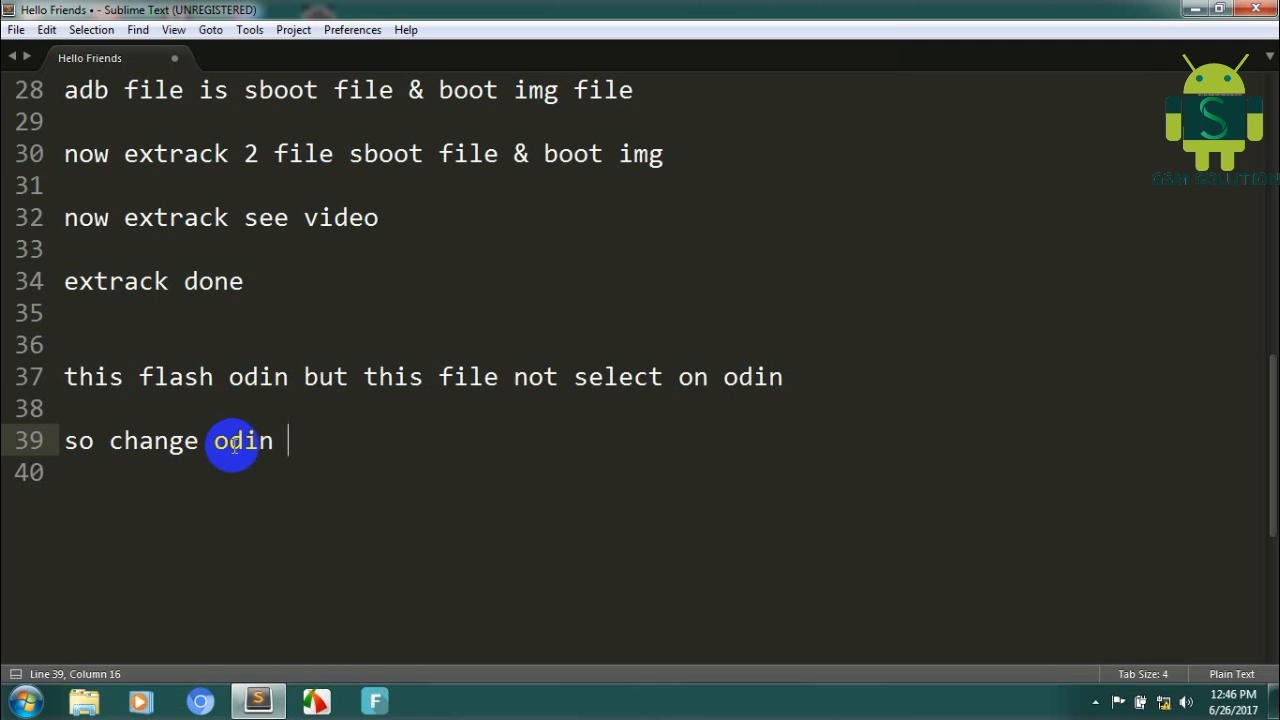 Hello Friends • - Sublime Text (UNREGISTERED)
File Edit Selection Find View Goto Tools Project Preferences Help
Hello Friends
28 adb file is sboot file & boot img file
29
30 now extrack 2 file sboot file & boot img
31
32 now extrack see video
33
34 extrack done
35
36
37 this flash odin but this file not select on odin
38
39 so change odin
40
S
GSM SOLUTION
Line 39, Column 16
Tab Size: 4
Plain Text
S
F
12:46 PM
6/26/2017